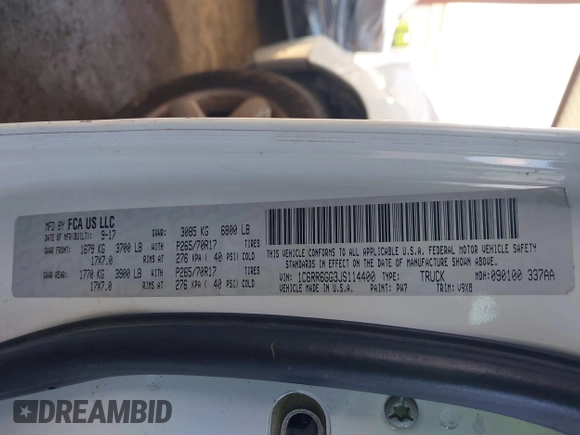 MFD BY FCA US LLC
DATE OF MFR(BUILT): 9-17 GVWR: 3085 KG 6800 LB
GAWR FRONT: 1679 KG 3700 LB WITH P265/70R17 TIRES
17X7.0 RIMS AT 276 KPA ( 40 PSI) COLD
GAWR REAR: 1770 KG 3900 LB WITH P265/70R17 TIRES
17X7.0 RIMS AT 276 KPA ( 40 PSI) COLD
THIS VEHICLE CONFORMS TO ALL APPLICABLE U.S.A. FEDERAL MOTOR VEHICLE SAFETY
STANDARDS IN EFFECT ON THE DATE OF MANUFACTURE SHOWN ABOVE
VIN: 1C6RR6GG3JS114400 TYPE: TRUCK MDH: 090100 337AA
VEHICLE MADE IN U.S.A. PAINT: PW7 TRIM: V9X8
DREAMBID